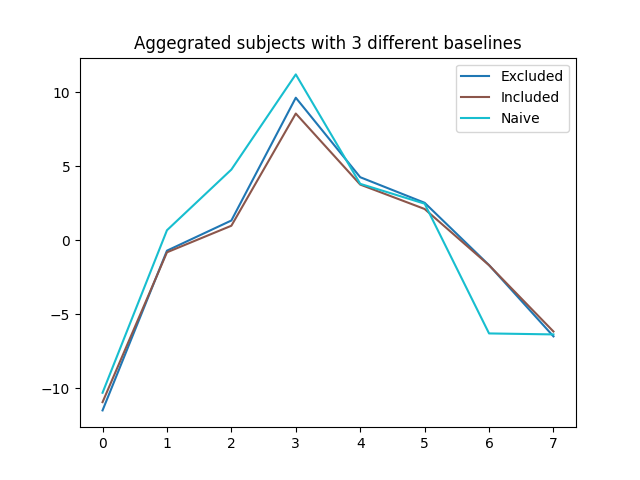 Aggegrated subjects with 3 different baselines
Excluded
Included
Naive
10
5
0
−5
−10
0 1 2 3 4 5 6 7